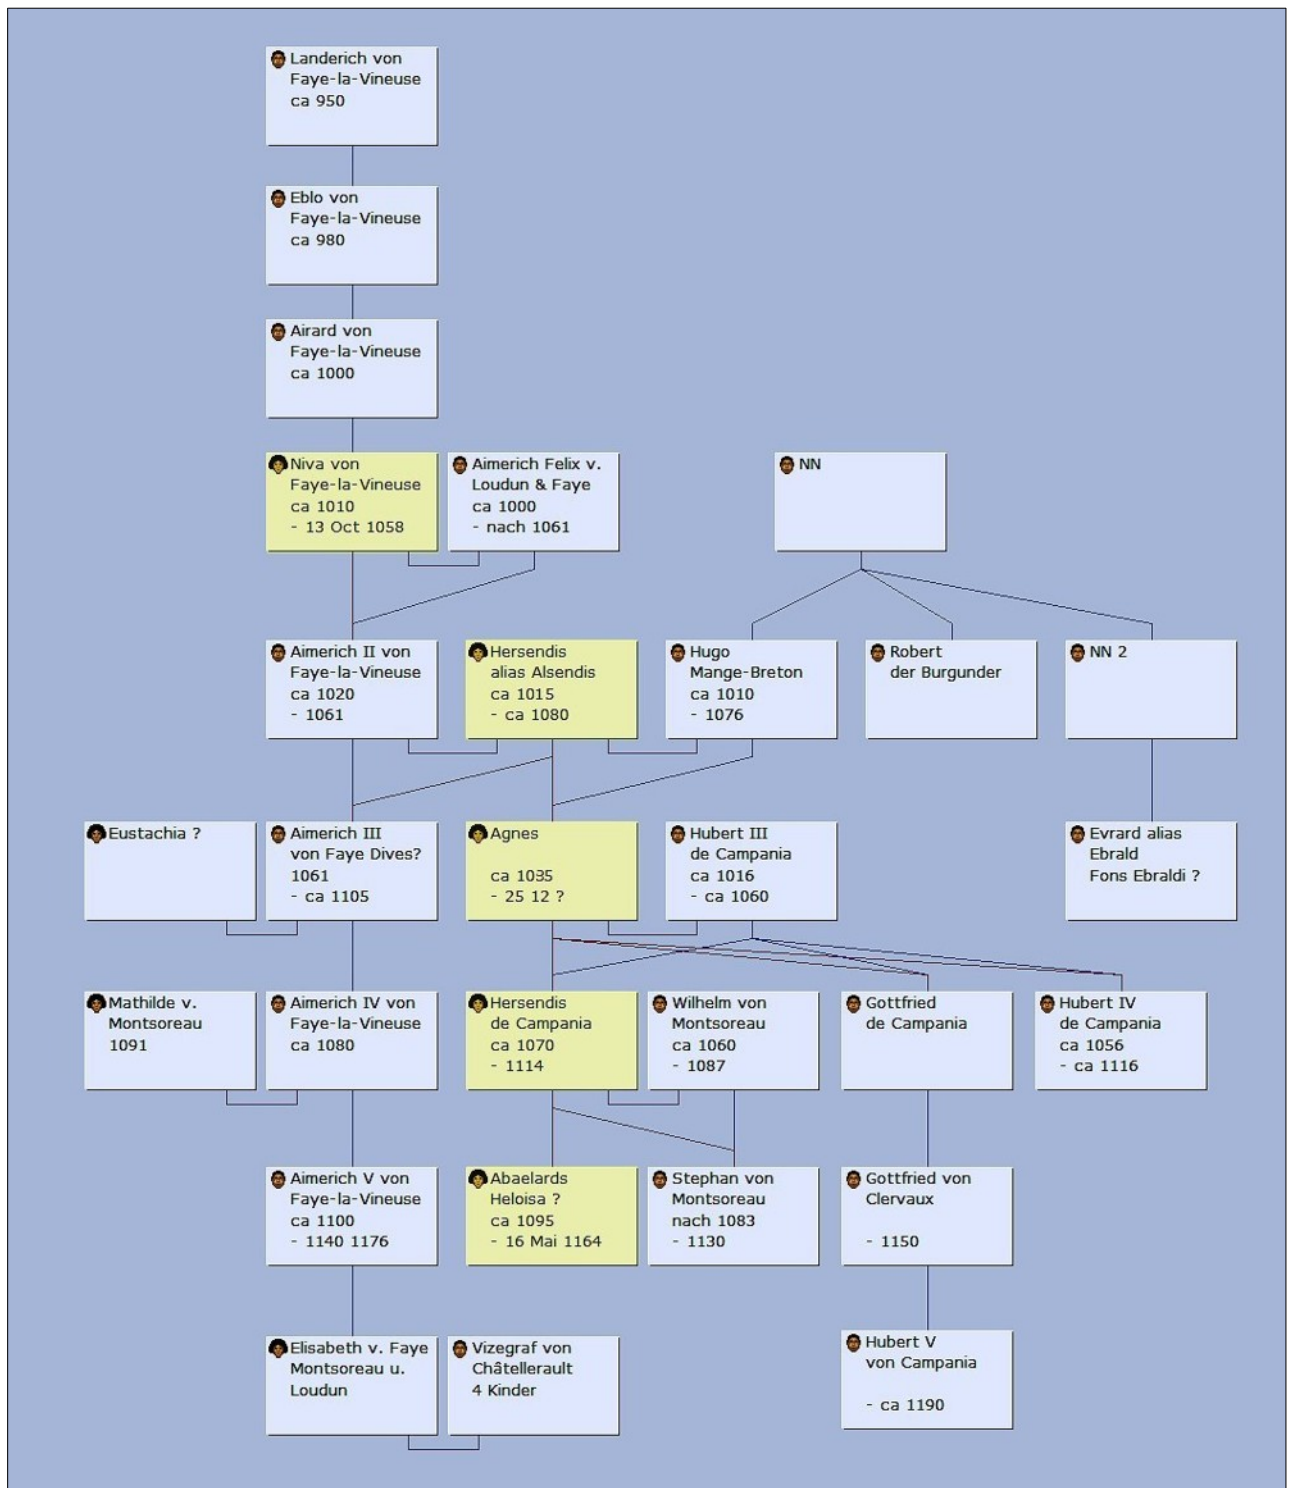 Landerich von
Faye-la-Vineuse
ca 950
Eblo von
Faye-la-Vineuse
ca 980
Airard von
Faye-la-Vineuse
ca 1000
Niva von
Faye-la-Vineuse
ca 1010
- 13 Oct 1058
Aimerich Felix v.
Loudun & Faye
ca 1000
- nach 1061
NN
Aimerich II von
Faye-la-Vineuse
ca 1020
- 1061
Hersendis
alias Alsendis
ca 1015
- ca 1080
Hugo
Mange-Breton
ca 1010
- 1076
Robert
der Burgunder
NN 2
Eustachia ?
Aimerich III
von Faye Dives?
1061
- ca 1105
Agnes
ca 1035
- 25 12 ?
Hubert III
de Campania
ca 1016
- ca 1060
Evrard alias
Ebrald
Fons Ebraldi ?
Mathilde v.
Montsoreau
1091
Aimerich IV von
Faye-la-Vineuse
ca 1080
Hersendis
de Campania
ca 1070
- 1114
Wilhelm von
Montsoreau
ca 1060
- 1087
Gottfried
de Campania
Hubert IV
de Campania
ca 1056
- ca 1116
Aimerich V von
Faye-la-Vineuse
ca 1100
- 1140 1176
Abaelards
Heloisa ?
ca 1095
- 16 Mai 1164
Stephan von
Montsoreau
nach 1083
- 1130
Gottfried von
Clervaux
- 1150
Elisabeth v. Faye
Montsoreau u.
Loudun
Vizegraf von
Châtellerault
4 Kinder
Hubert V
von Campania
- ca 1190